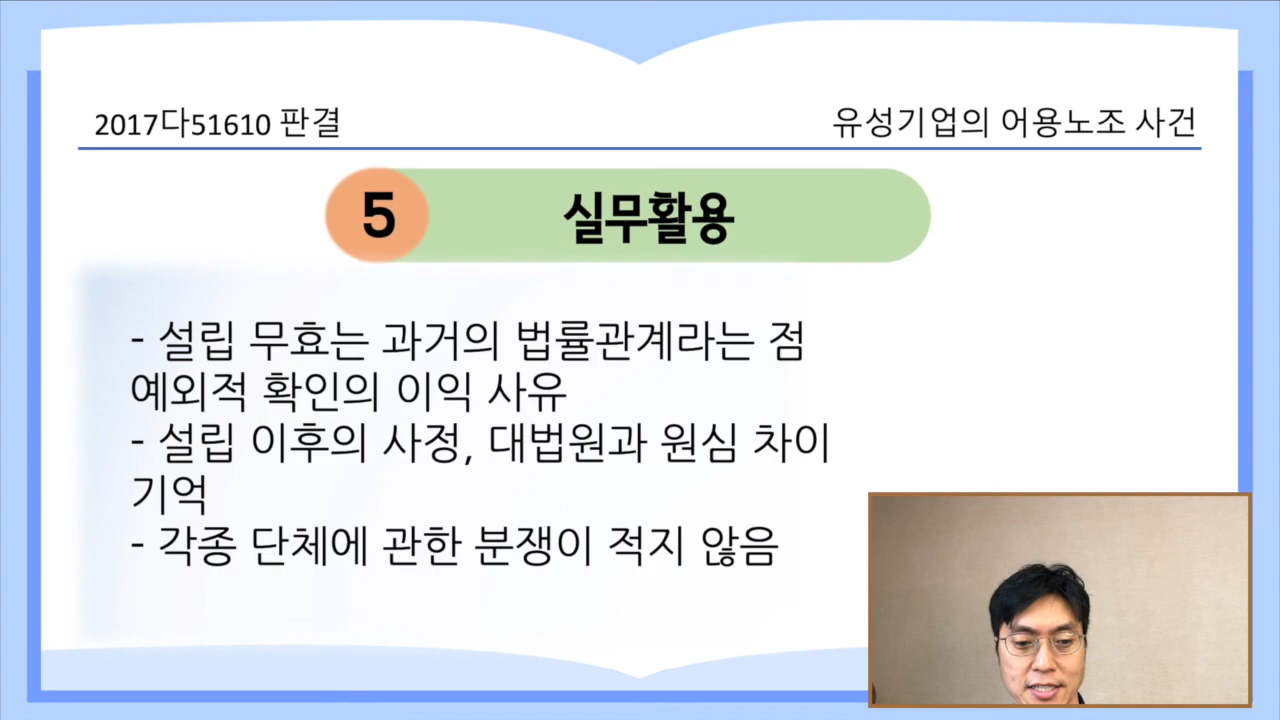 2017다51610 판결
유성기업의 어용노조 사건
5
실무활용
- 설립 무효는 과거의 법률관계라는 점
예외적 확인의 이익 사유
- 설립 이후의 사정, 대법원과 원심 차이
기억
- 각종 단체에 관한 분쟁이 적지 않음